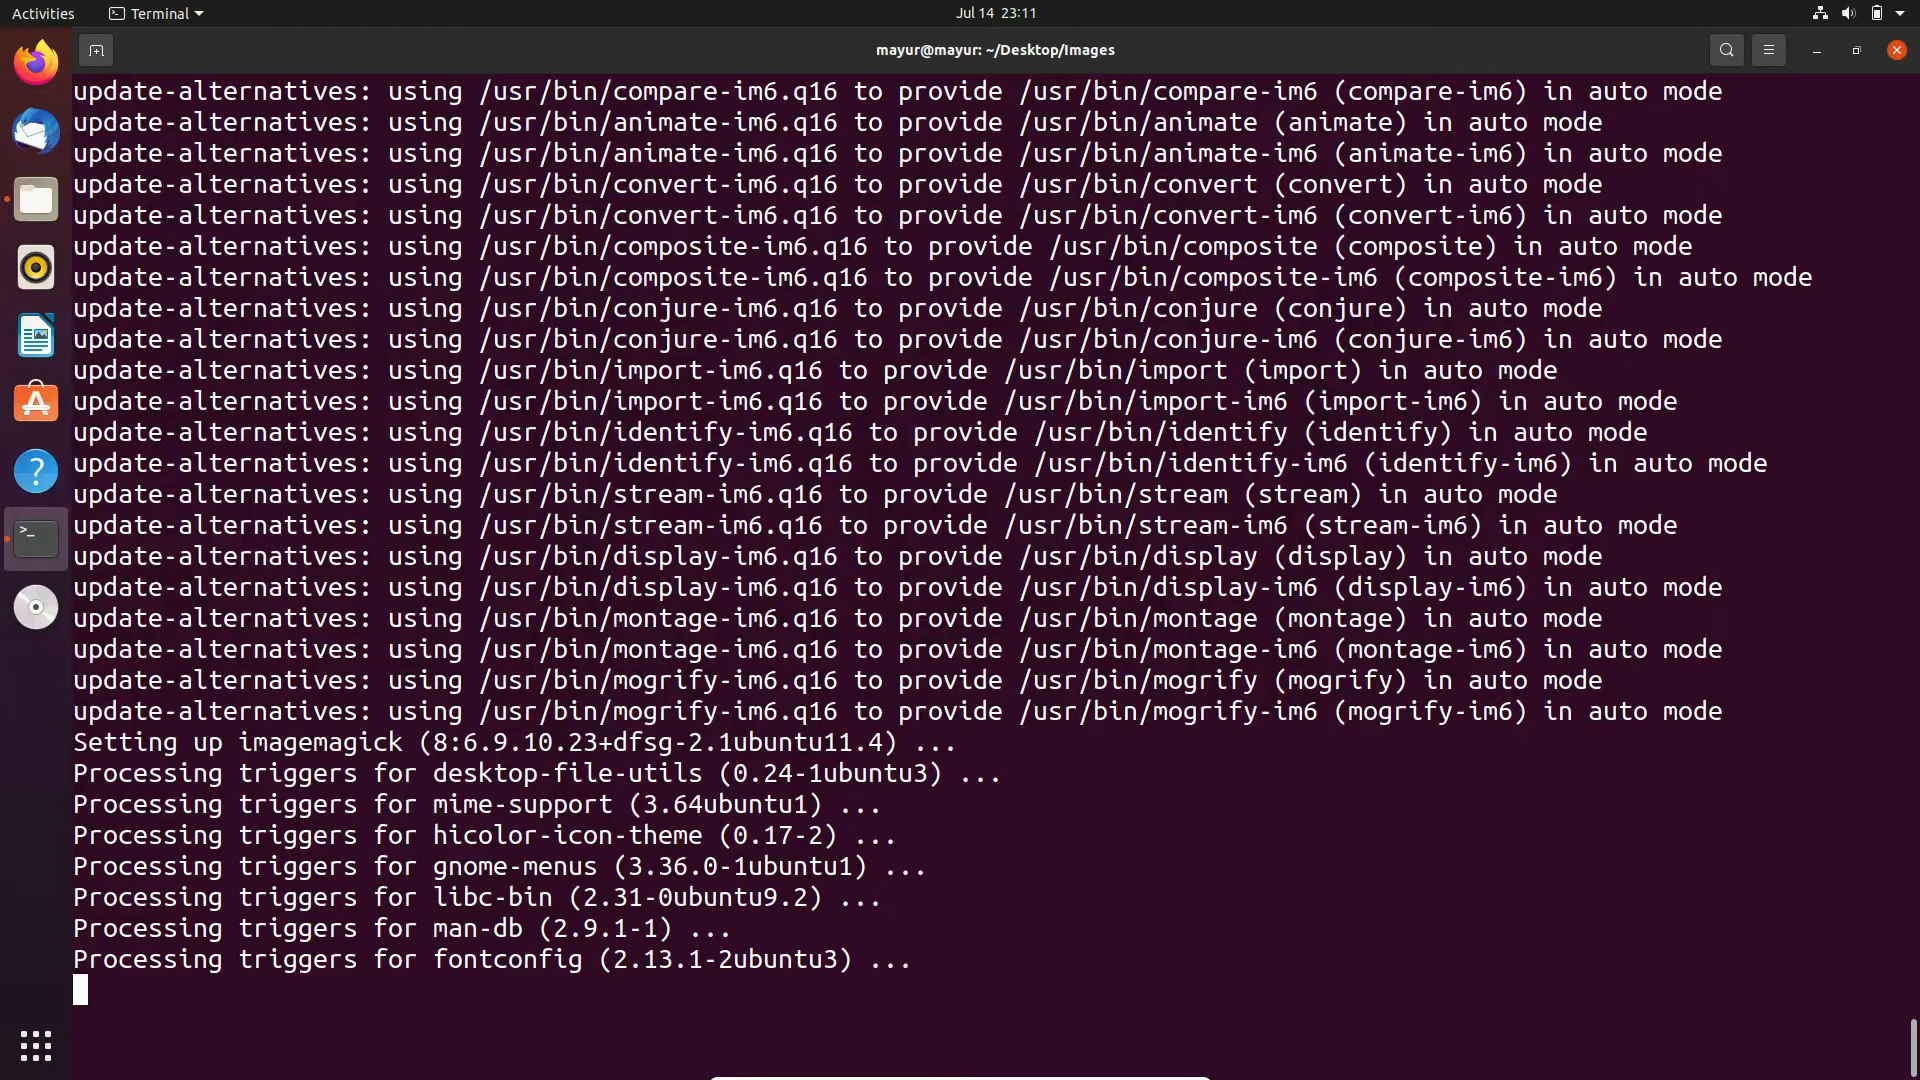 Activities
Terminal
Jul 14 23:11
mayur@mayur: ~/Desktop/Images
update-alternatives: using /usr/bin/compare-im6.q16 to provide /usr/bin/compare-im6 (compare-im6) in auto mode
update-alternatives: using /usr/bin/animate-im6.q16 to provide /usr/bin/animate (animate) in auto mode
update-alternatives: using /usr/bin/animate-im6.q16 to provide /usr/bin/animate-im6 (animate-im6) in auto mode
update-alternatives: using /usr/bin/convert-im6.q16 to provide /usr/bin/convert (convert) in auto mode
update-alternatives: using /usr/bin/convert-im6.q16 to provide /usr/bin/convert-im6 (convert-im6) in auto mode
update-alternatives: using /usr/bin/composite-im6.q16 to provide /usr/bin/composite (composite) in auto mode
update-alternatives: using /usr/bin/composite-im6.q16 to provide /usr/bin/composite-im6 (composite-im6) in auto mode
update-alternatives: using /usr/bin/conjure-im6.q16 to provide /usr/bin/conjure (conjure) in auto mode
update-alternatives: using /usr/bin/conjure-im6.q16 to provide /usr/bin/conjure-im6 (conjure-im6) in auto mode
update-alternatives: using /usr/bin/import-im6.q16 to provide /usr/bin/import (import) in auto mode
update-alternatives: using /usr/bin/import-im6.q16 to provide /usr/bin/import-im6 (import-im6) in auto mode
update-alternatives: using /usr/bin/identify-im6.q16 to provide /usr/bin/identify (identify) in auto mode
update-alternatives: using /usr/bin/identify-im6.q16 to provide /usr/bin/identify-im6 (identify-im6) in auto mode
update-alternatives: using /usr/bin/stream-im6.q16 to provide /usr/bin/stream (stream) in auto mode
update-alternatives: using /usr/bin/stream-im6.q16 to provide /usr/bin/stream-im6 (stream-im6) in auto mode
update-alternatives: using /usr/bin/display-im6.q16 to provide /usr/bin/display (display) in auto mode
update-alternatives: using /usr/bin/display-im6.q16 to provide /usr/bin/display-im6 (display-im6) in auto mode
update-alternatives: using /usr/bin/montage-im6.q16 to provide /usr/bin/montage (montage) in auto mode
update-alternatives: using /usr/bin/montage-im6.q16 to provide /usr/bin/montage-im6 (montage-im6) in auto mode
update-alternatives: using /usr/bin/mogrify-im6.q16 to provide /usr/bin/mogrify (mogrify) in auto mode
update-alternatives: using /usr/bin/mogrify-im6.q16 to provide /usr/bin/mogrify-im6 (mogrify-im6) in auto mode
Setting up imagemagick (8:6.9.10.23+dfsg-2.1ubuntu11.4) ...
Processing triggers for desktop-file-utils (0.24-1ubuntu3) ...
Processing triggers for mime-support (3.64ubuntu1) ...
Processing triggers for hicolor-icon-theme (0.17-2) ...
Processing triggers for gnome-menus (3.36.0-1ubuntu1) ...
Processing triggers for libc-bin (2.31-0ubuntu9.2) ...
Processing triggers for man-db (2.9.1-1) ...
Processing triggers for fontconfig (2.13.1-2ubuntu3) ...